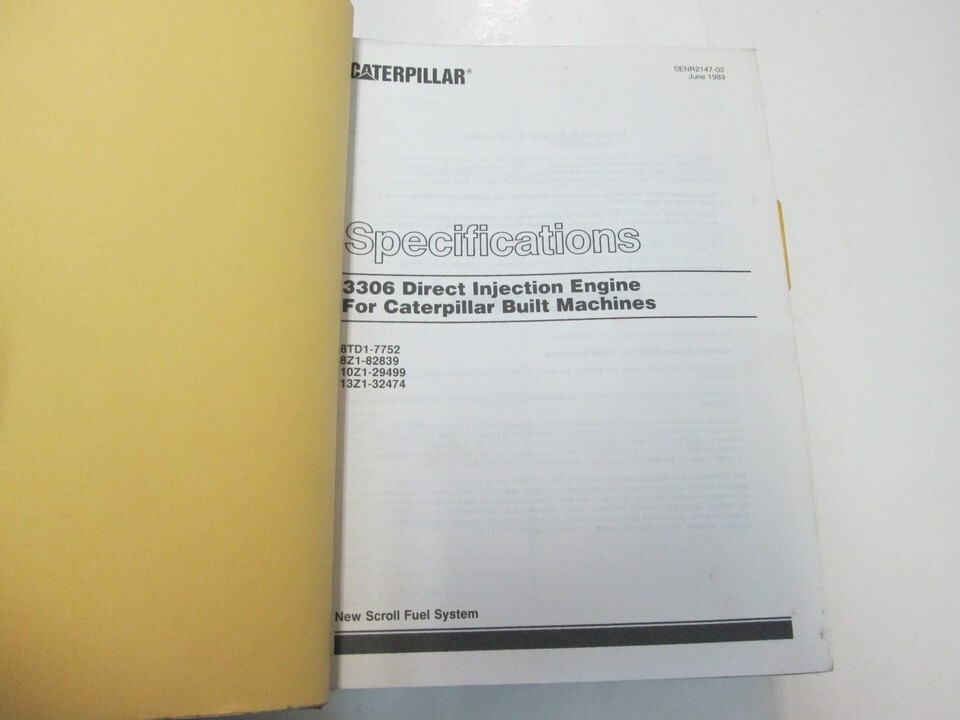 CATERPILLAR®
SENR2147-02
June 1989
Specifications
3306 Direct Injection Engine
For Caterpillar Built Machines
8TD1-7752
8Z1-82839
10Z1-29499
13Z1-32474
New Scroll Fuel System